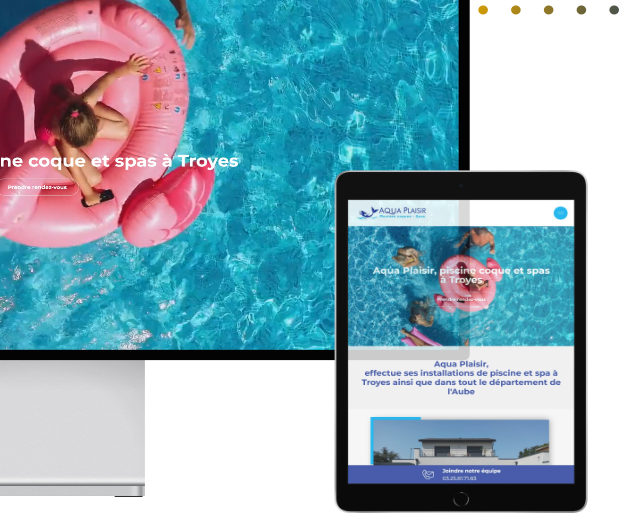 ne coque et spas à Troyes
Prendre rendez-vous
AQUA PLAISIR
Aqua Plaisir, piscine coque et spas
à Troyes
Prendre rendez-vous
Aqua Plaisir,
effectue ses installations de piscine et spa à
Troyes ainsi que dans tout le département de
l'Aube
Joindre notre équipe
03.25.81.71.83